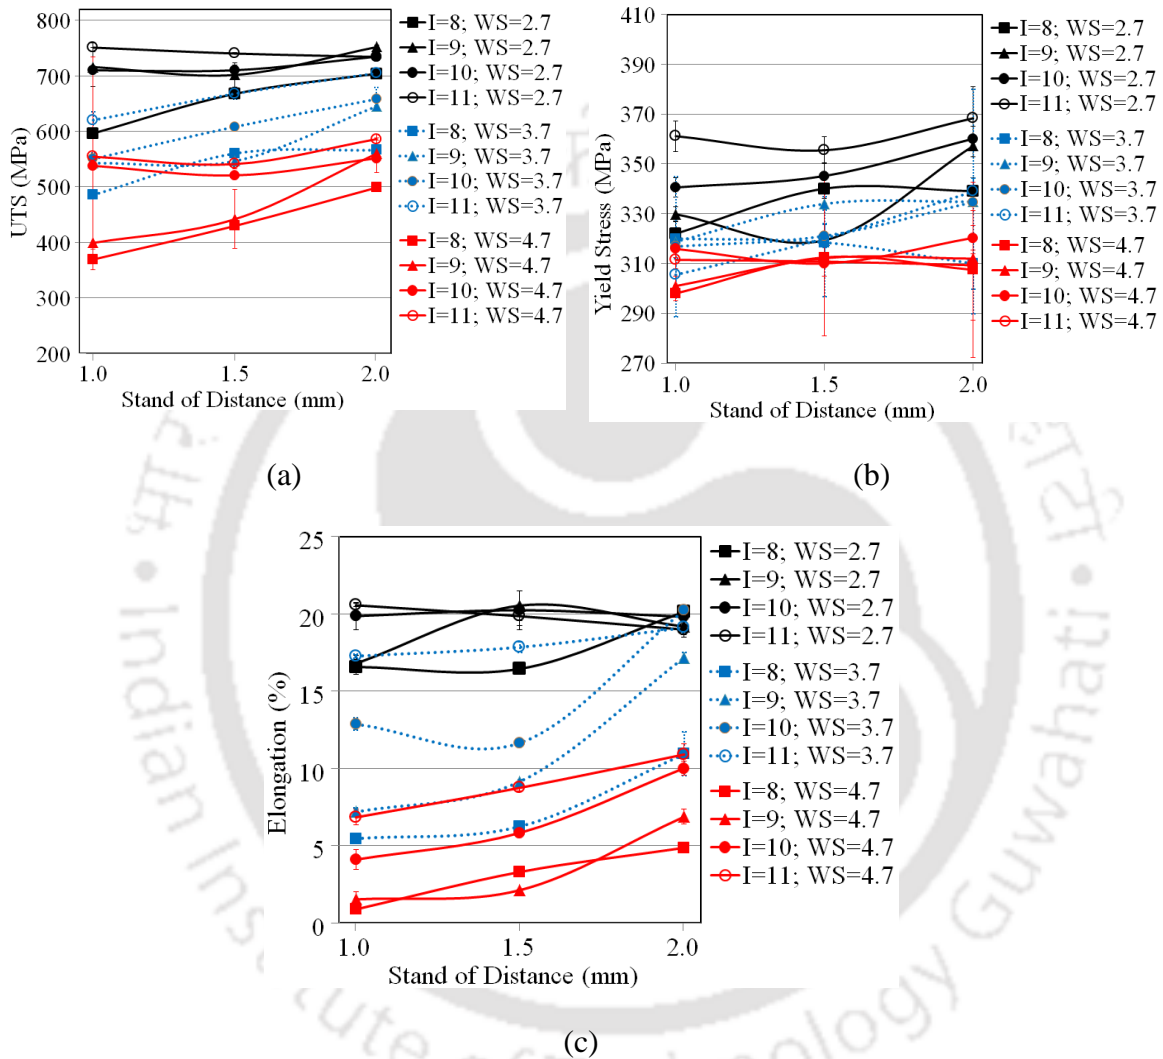 800
700
600
500
400
300
200
UTS (MPa)
1.0 1.5 2.0
Stand of Distance (mm)
I=8; WS=2.7
I=9; WS=2.7
I=10; WS=2.7
I=11; WS=2.7
I=8; WS=3.7
I=9; WS=3.7
I=10; WS=3.7
I=11; WS=3.7
I=8; WS=4.7
I=9; WS=4.7
I=10; WS=4.7
I=11; WS=4.7
(a)
410
390
370
350
330
310
290
270
Yield Stress (MPa)
1.0 1.5 2.0
Stand of Distance (mm)
I=8; WS=2.7
I=9; WS=2.7
I=10; WS=2.7
I=11; WS=2.7
I=8; WS=3.7
I=9; WS=3.7
I=10; WS=3.7
I=11; WS=3.7
I=8; WS=4.7
I=9; WS=4.7
I=10; WS=4.7
I=11; WS=4.7
(b)
25
20
15
10
5
0
Elongation (%)
1.0 1.5 2.0
Stand of Distance (mm)
I=8; WS=2.7
I=9; WS=2.7
I=10; WS=2.7
I=11; WS=2.7
I=8; WS=3.7
I=9; WS=3.7
I=10; WS=3.7
I=11; WS=3.7
I=8; WS=4.7
I=9; WS=4.7
I=10; WS=4.7
I=11; WS=4.7
(c)
Indian
Guwahati